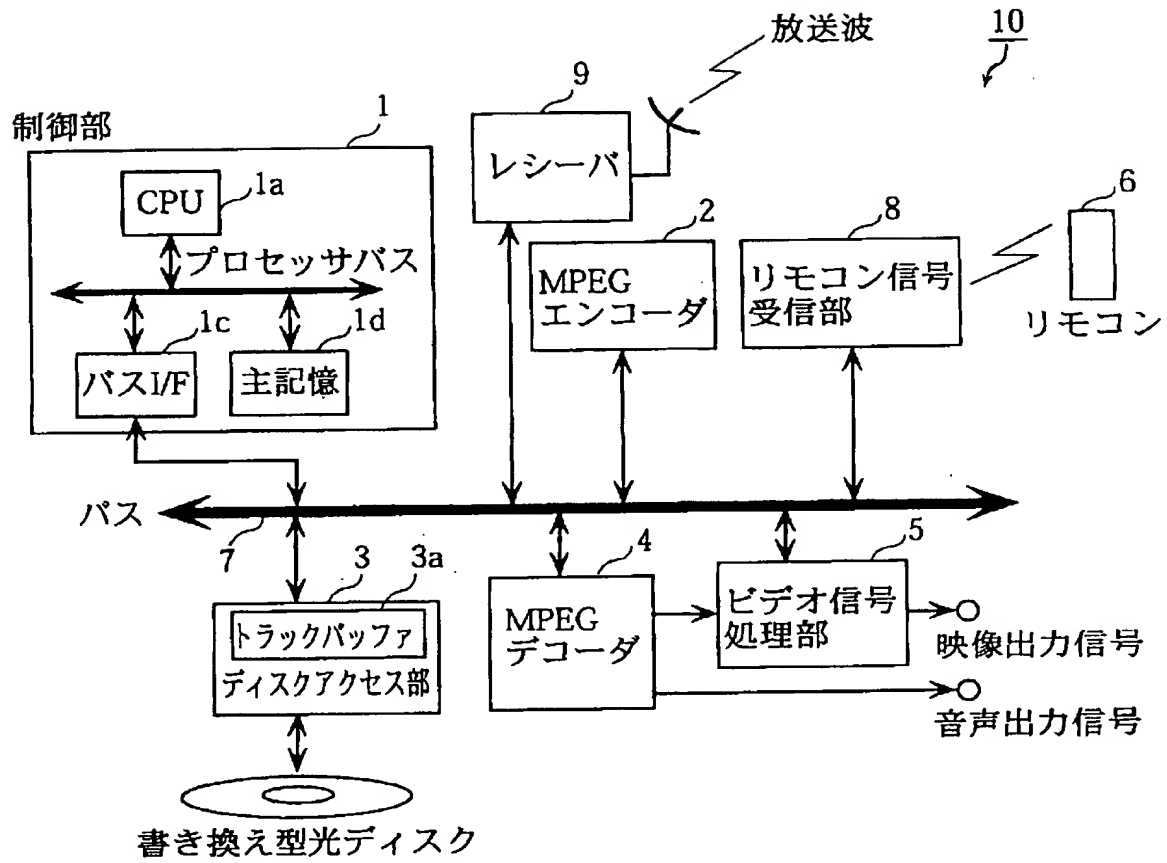 放送波
10
9
制御部
1
レシーバ
CPU
1a
6
2
8
プロセッサバス
MPEG
エンコーダ
リモコン信号
受信部
1c
1d
リモコン
バスI/F
主記憶
バス
7
3
3a
4
5
トラックバッファ
ディスクアクセス部
MPEG
デコーダ
ビデオ信号
処理部
映像出力信号
音声出力信号
書き換え型光ディスク